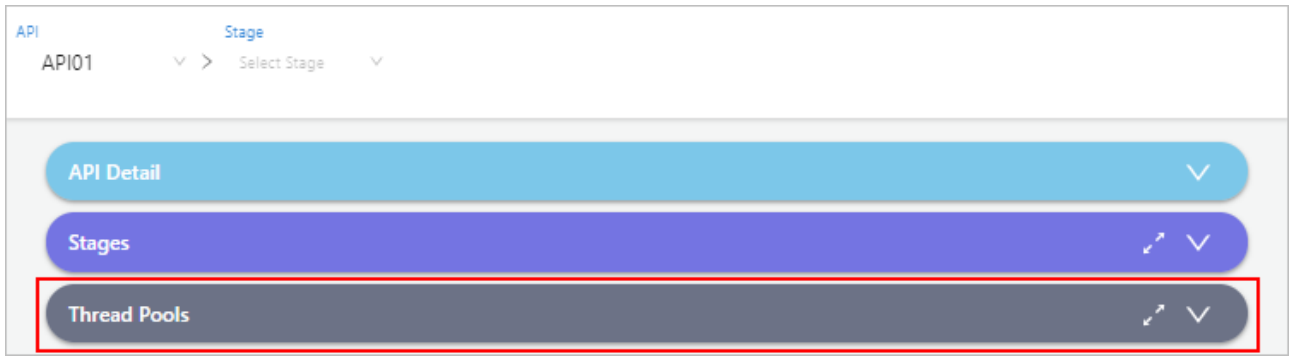 API Stage
API01 > Select Stage
API Detail
Stages
Thread Pools